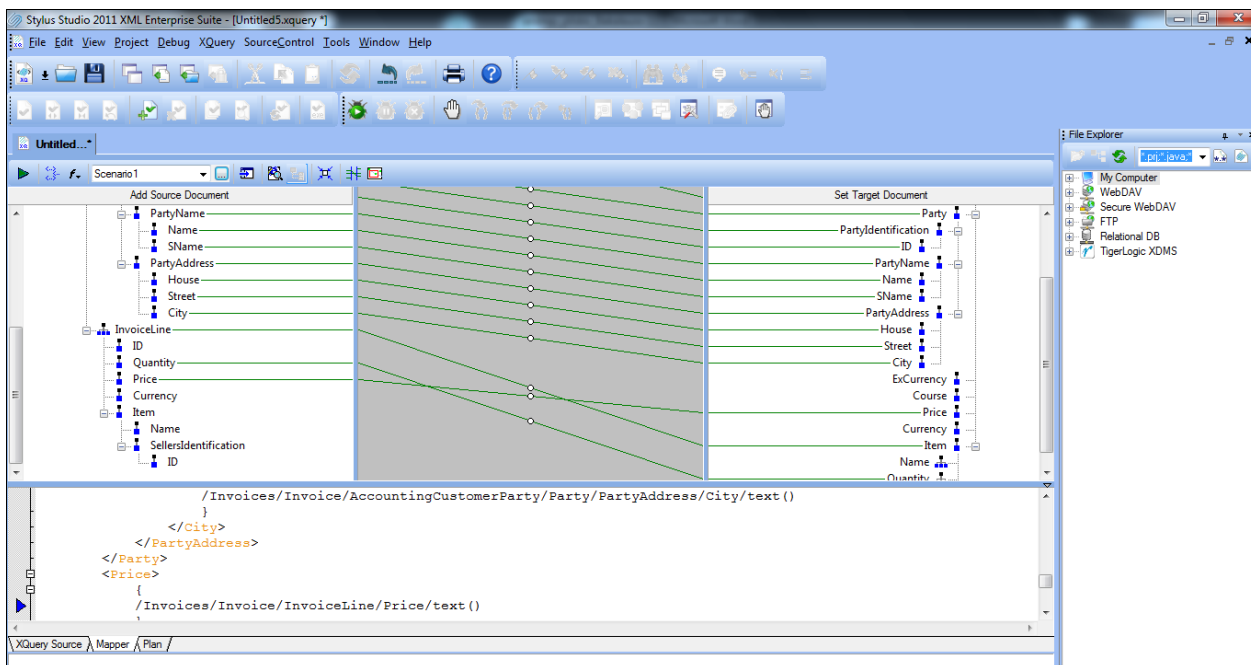 Stylus Studio 2011 XML Enterprise Suite - [Untitled5.xquery *]
File Edit View Project Debug XQuery SourceControl Tools Window Help
Untitled...*
Scenario1
Add Source Document
PartyName
Name
SName
PartyAddress
House
Street
City
InvoiceLine
ID
Quantity
Price
Currency
Item
Name
SellersIdentification
ID
Set Target Document
Party
PartyIdentification
ID
PartyName
Name
SName
PartyAddress
House
Street
City
ExCurrency
Course
Price
Currency
Item
Name
Quantity
/Invoices/Invoice/AccountingCustomerParty/Party/PartyAddress/City/text()
}
</City>
</PartyAddress>
</Party>
<Price>
{
/Invoices/Invoice/InvoiceLine/Price/text()
}
XQuery Source Mapper Plan
File Explorer
*.prj;*.java;*
My Computer
WebDAV
Secure WebDAV
FTP
Relational DB
TigerLogic XDMS